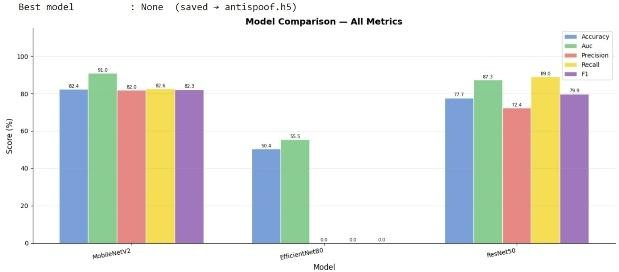 Best model : None (saved → antispoof.h5)
Model Comparison — All Metrics
Accuracy
Auc
Precision
Recall
F1
Score (%)
100
80
60
40
20
0
82.4 91.0 82.0 82.6 82.3
50.4 55.5 0.0 0.0 0.0
77.7 87.3 72.4 89.0 79.9
MobileNetV2 EfficientNetB0 ResNet50
Model